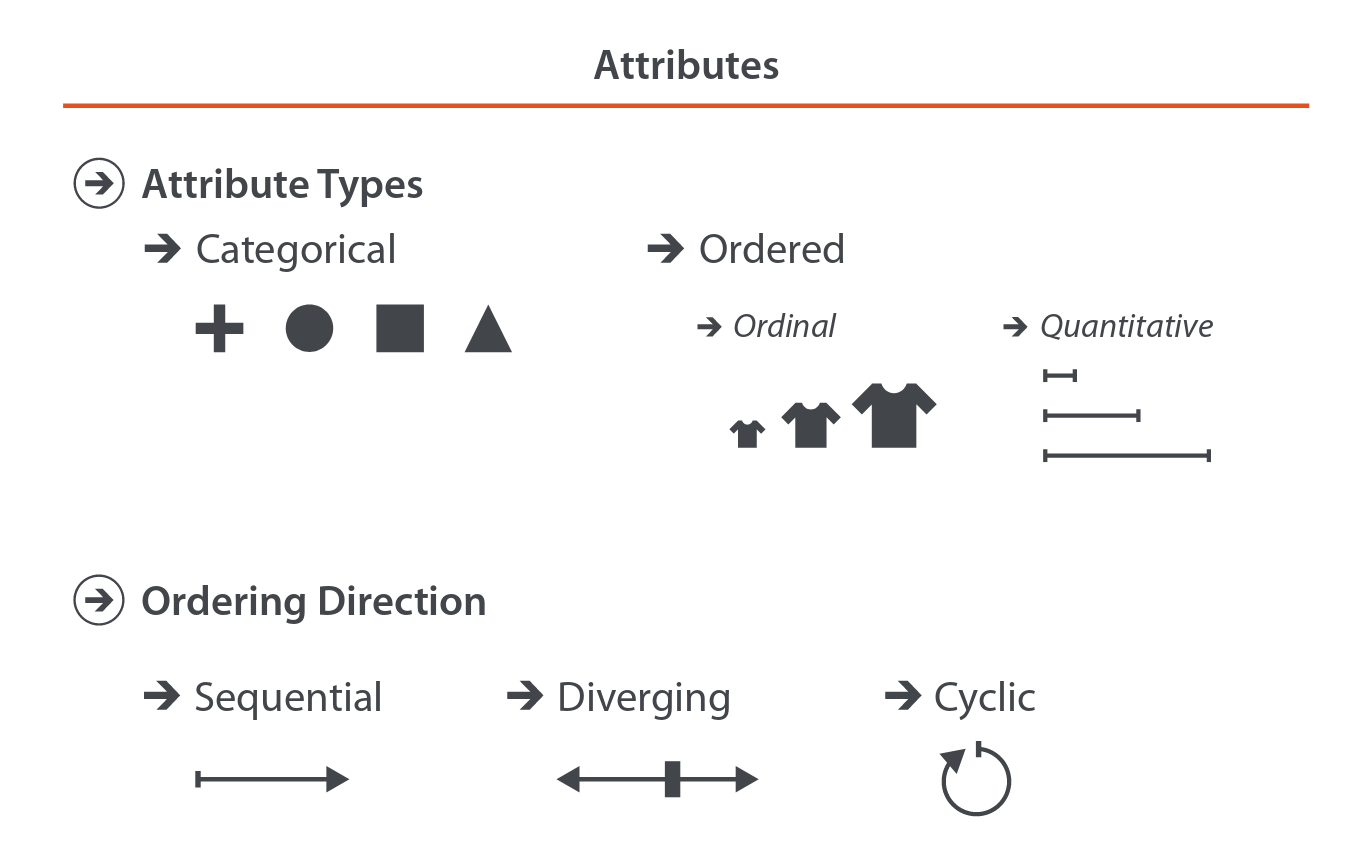 Attributes
Attribute Types
Categorical
Ordered
Ordinal
Quantitative
Ordering Direction
Sequential
Diverging
Cyclic